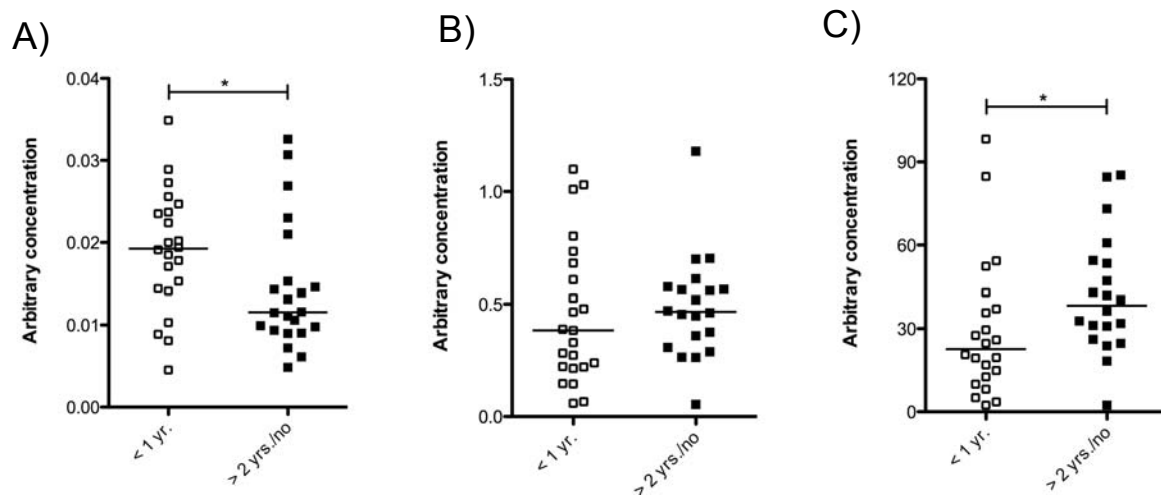 A)
B)
C)
*
0.04
0.03
0.02
0.01
0.00
Arbitrary concentration
< 1 yr.
> 2 yrs./no
1.5
1.0
0.5
0.0
Arbitrary concentration
< 1 yr.
> 2 yrs./no
*
120
90
60
30
0
Arbitrary concentration
< 1 yr.
> 2 yrs./no